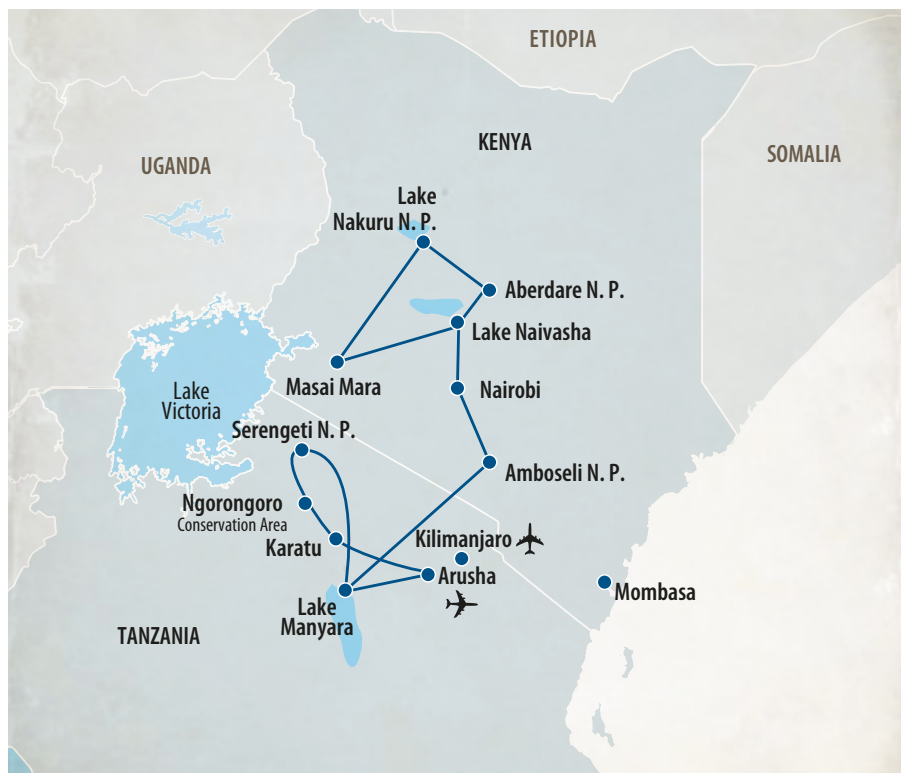 ETIOPIA
KENYA
SOMALIA
UGANDA
Lake
Nakuru N. P.
Aberdare N. P.
Lake Naivasha
Masai Mara
Nairobi
Lake
Victoria
Serengeti N. P.
Amboseli N. P.
Ngorongoro
Conservation Area
Karatu
Kilimanjaro
Arusha
Mombasa
Lake
Manyara
TANZANIA